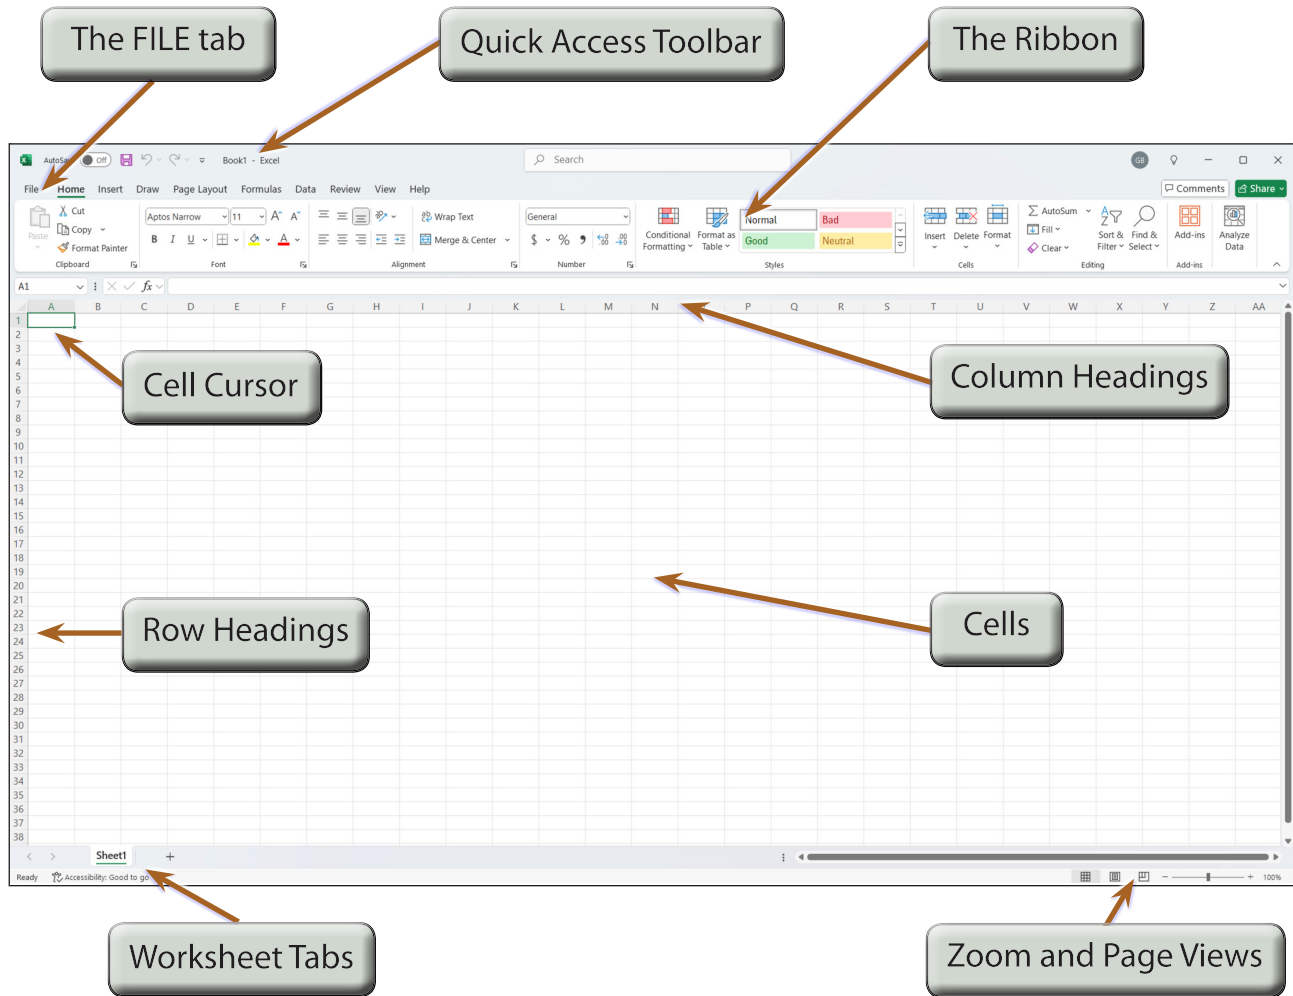 The FILE tab
Quick Access Toolbar
The Ribbon
AutoSav Off Book1 - Excel Search GB
File Home Insert Draw Page Layout Formulas Data Review View Help Comments Share
Cut
Copy
Format Painter
Paste
Clipboard
Aptos Narrow 11 A A
B I U A
Font
Wrap Text
Merge & Center
Alignment
General
$ % 9 .00 .00
Number
Conditional Formatting
Format as Table
Normal Bad
Good Neutral
Styles
Insert Delete Format
Cells
AutoSum
Fill
Clear
Sort & Filter
Find & Select
Editing
Add-ins
Add-ins
Analyze Data
A1 fx
A B C D E F G H I J K L M N P Q R S T U V W X Y Z AA
1
2
3
4
5
6
7
8
9
10
11
12
13
14
15
16
17
18
19
20
21
22
23
24
25
26
27
28
29
30
31
32
33
34
35
36
37
38
Cell Cursor
Column Headings
Row Headings
Cells
Sheet1 +
Ready Accessibility: Good to go 100%
Worksheet Tabs
Zoom and Page Views